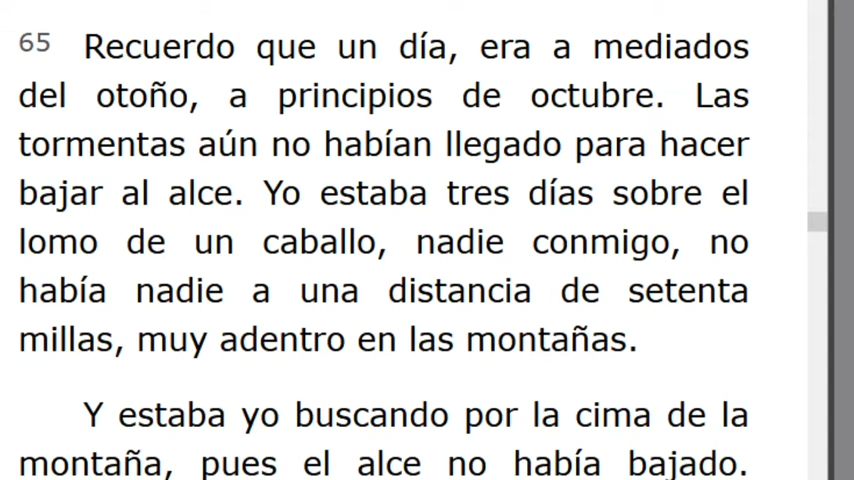 65 Recuerdo que un día, era a mediados
del otoño, a principios de octubre. Las
tormentas aún no habían llegado para hacer
bajar al alce. Yo estaba tres días sobre el
lomo de un caballo, nadie conmigo, no
había nadie a una distancia de setenta
millas, muy adentro en las montañas.
Y estaba yo buscando por la cima de la
montaña, pues el alce no había bajado.